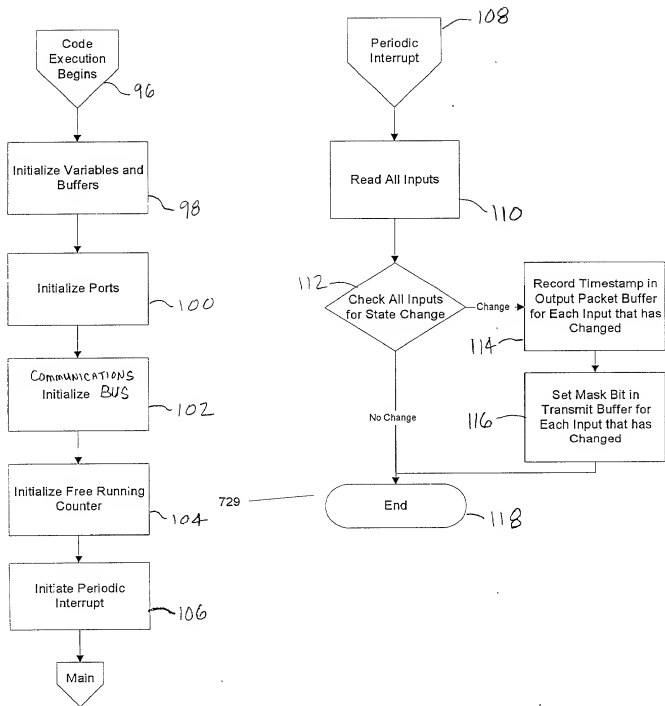 Code
Execution
Begins
96
Initialize Variables and
Buffers
98
Initialize Ports
100
COMMUNICATIONS
Initialize BUS
102
Initialize Free Running
Counter
104
Initiate Periodic
Interrupt
106
Main
108
Periodic
Interrupt
Read All Inputs
110
112
Check All Inputs
for State Change
Change
Record Timestamp in
Output Packet Buffer
for Each Input that has
Changed
114
Set Mask Bit in
Transmit Buffer for
Each Input that has
Changed
116
No Change
729
End
118